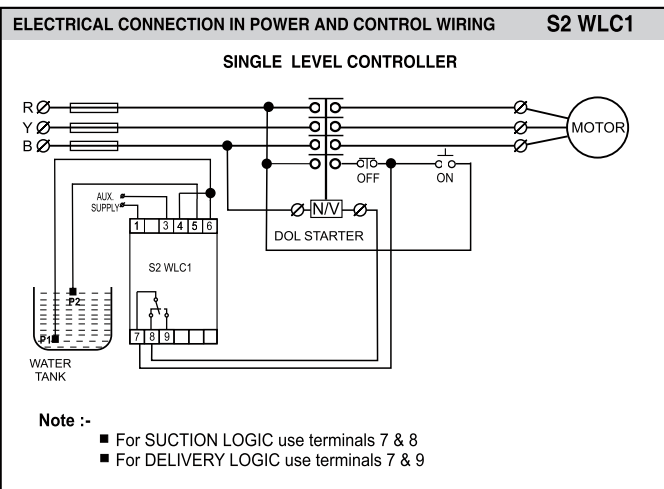 ELECTRICAL CONNECTION IN POWER AND CONTROL WIRING S2 WLC1
SINGLE LEVEL CONTROLLER
R
Y
B
MOTOR
OFF
ON
AUX.
SUPPLY
N/V
DOL STARTER
1 3 4 5 6
S2 WLC1
P2
P1
7 8 9
WATER
TANK
Note :-
■ For SUCTION LOGIC use terminals 7 & 8
■ For DELIVERY LOGIC use terminals 7 & 9